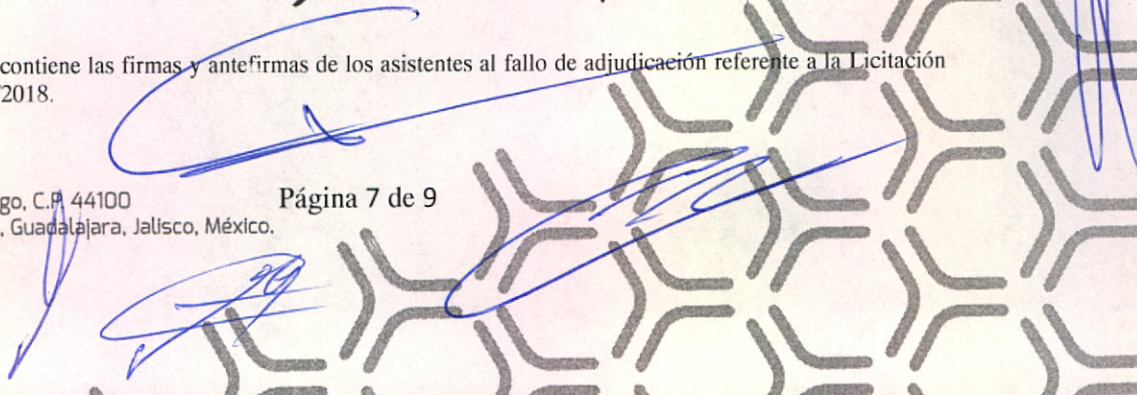 contiene las firmas y antefirmas de los asistentes al fallo de adjudicación referente a la Licitación
2018.
go, C.P. 44100
Página 7 de 9
, Guadalajara, Jalisco, México.